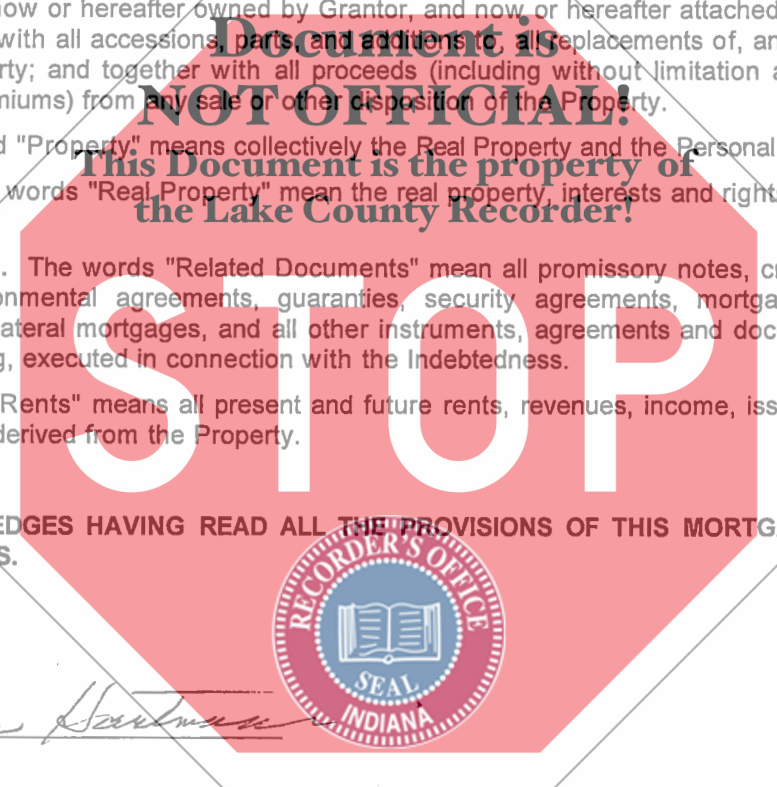 now or hereafter owned by Grantor, and now or hereafter attached
Document is
with all accessions, parts, and additions to, all replacements of, an
rty; and together with all proceeds (including without limitation a
NOT OFFICIAL!
miums) from any sale or other disposition of the Property.
d "Property" means collectively the Real Property and the Personal
This Document is the property of
words "Real Property" mean the real property, interests and right
the Lake County Recorder!
. The words "Related Documents" mean all promissory notes, c
onmental agreements, guaranties, security agreements, mortga
ateral mortgages, and all other instruments, agreements and doc
g, executed in connection with the Indebtedness.
STOP
Rents" means all present and future rents, revenues, income, iss
derived from the Property.
EDGES HAVING READ ALL THE PROVISIONS OF THIS MORTGA
S.
RECORDER'S OFFICE
SEAL
INDIANA